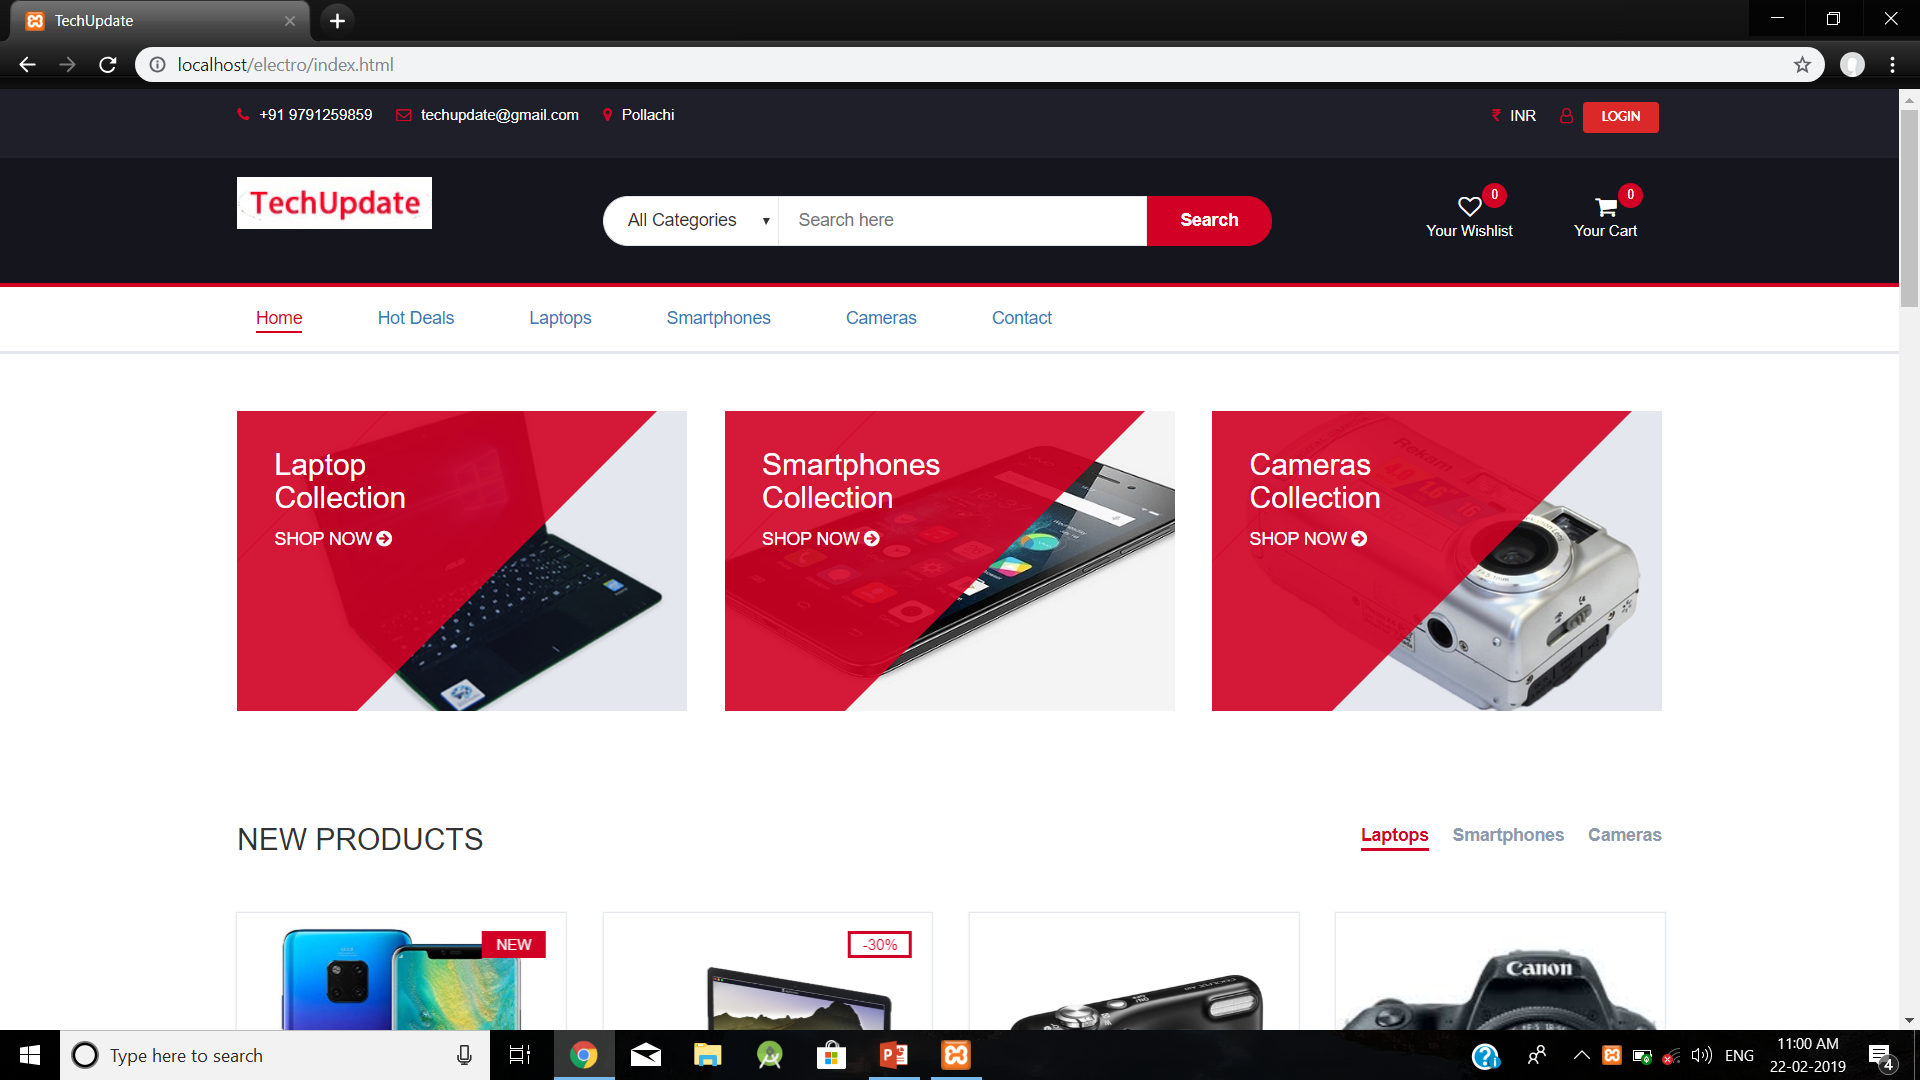 TechUpdate
localhost/electro/index.html
+91 9791259859 techupdate@gmail.com Pollachi
INR LOGIN
TechUpdate
All Categories Search here Search
0 0
Your Wishlist Your Cart
Home Hot Deals Laptops Smartphones Cameras Contact
Laptop
Collection
SHOP NOW
Smartphones
Collection
SHOP NOW
Cameras
Collection
SHOP NOW
Rekam
NEW PRODUCTS
Laptops Smartphones Cameras
NEW
-30%
Canon
Type here to search
ENG
11:00 AM
22-02-2019
4